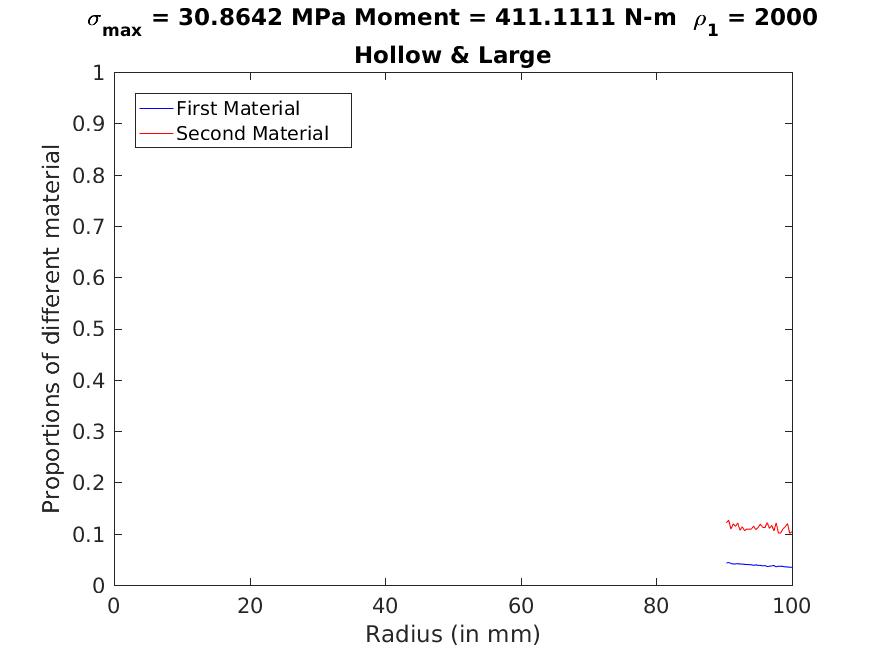 σmax = 30.8642 MPa Moment = 411.1111 N-m ρ1 = 2000
Hollow & Large
1
0.9
0.8
0.7
0.6
0.5
0.4
0.3
0.2
0.1
0
First Material
Second Material
Proportions of different material
0 20 40 60 80 100
Radius (in mm)